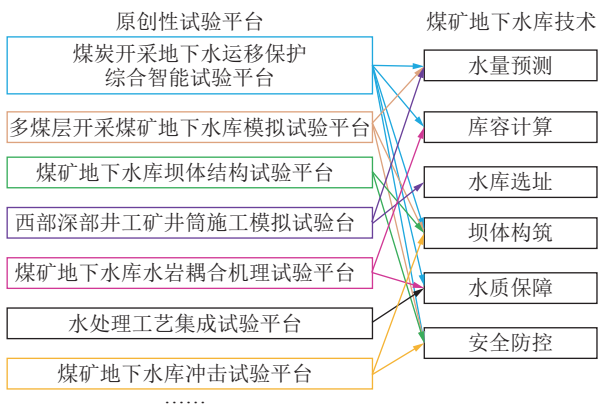 原创性试验平台
煤矿地下水库技术
煤炭开采地下水运移保护
综合智能试验平台
多煤层开采煤矿地下水库模拟试验平台
煤矿地下水库坝体结构试验平台
西部深部井工矿井筒施工模拟试验台
煤矿地下水库水岩耦合机理试验平台
水处理工艺集成试验平台
煤矿地下水库冲击试验平台
……
水量预测
库容计算
水库选址
坝体构筑
水质保障
安全防控